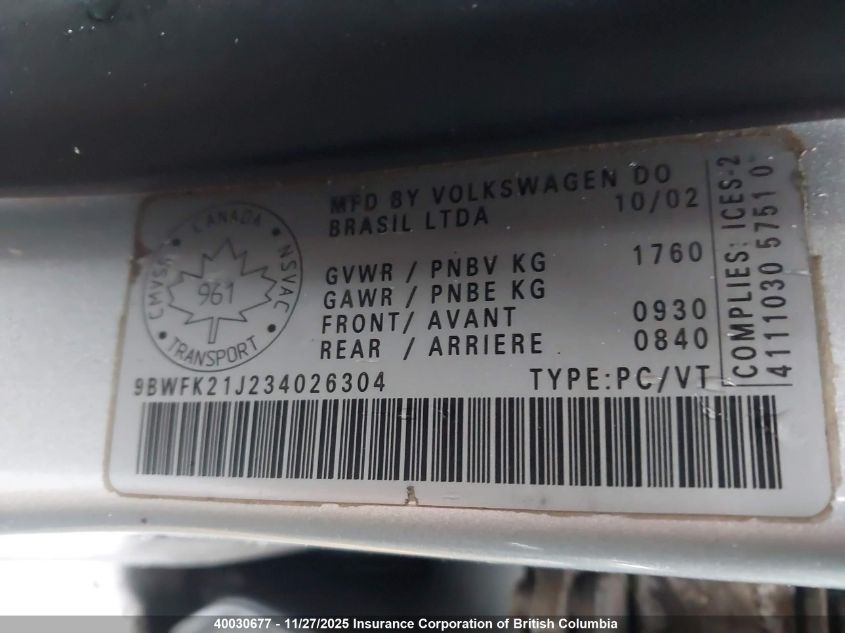 MFD BY VOLKSWAGEN DO
BRASIL LTDA 10/02
CANADA
CMVSS NSVAC
961
TRANSPORT
GVWR / PNBV KG 1760
GAWR / PNBE KG
FRONT/ AVANT 0930
REAR / ARRIERE 0840
9BWFK21J234026304 TYPE:PC/VT
COMPLIES: ICES-2
4111030 5751 0
40030677 — 11/27/2025 Insurance Corporation of British Columbia